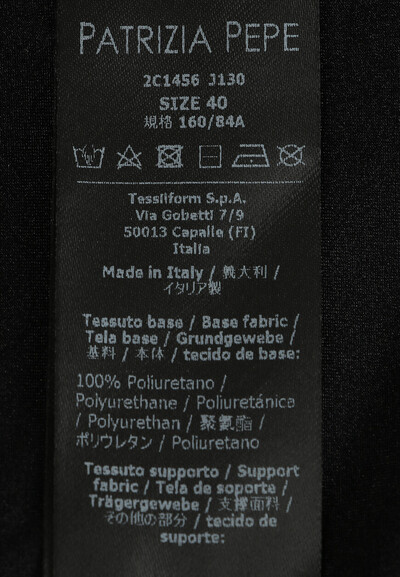 PATRIZIA PEPE
2C1456 J130
SIZE 40
規格 160/84A
Tessilform S.p.A.
Via Gobetti 7/9
50013 Capalle (FI)
Italia
Made in Italy / 義大利 /
イタリア製
Tessuto base / Base fabric /
Tela base / Grundgewebe /
基料 / 本体 / tecido de base:
100% Poliuretano /
Polyurethane / Poliuretánica
/ Polyurethan / 聚氨酯 /
ポリウレタン / Poliuretano
Tessuto supporto / Support
fabric / Tela de soporte /
Trägergewebe / 支撑面料 /
その他の部分 / tecido de
suporte: